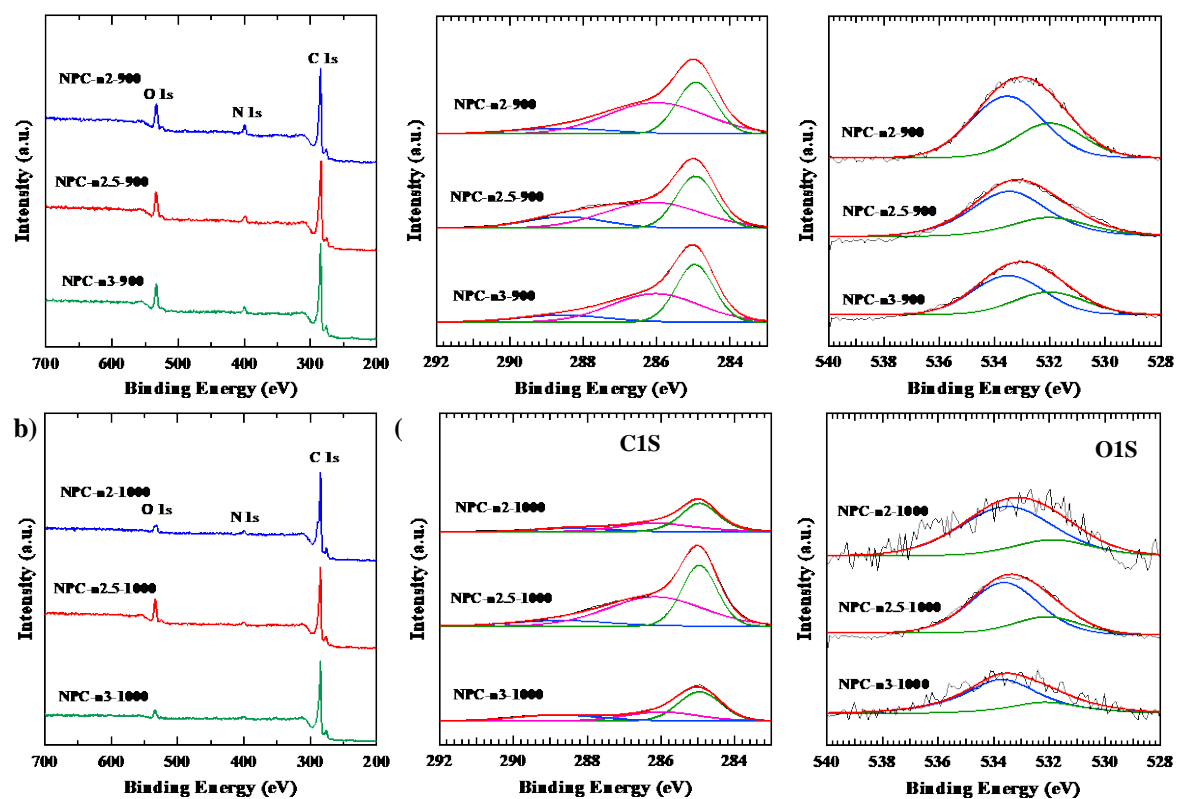 C 1s
O 1s
N 1s
NPC-n2-900
NPC-n2.5-900
NPC-n3-900
Intensity (a.u.)
700 600 500 400 300 200
Binding Energy (eV)
NPC-n2-900
NPC-n2.5-900
NPC-n3-900
Intensity (a.u.)
292 290 288 286 284
Binding Energy (eV)
NPC-n2-900
NPC-n2.5-900
NPC-n3-900
Intensity (a.u.)
540 538 536 534 532 530 528
Binding Energy (eV)
b)
C 1s
O 1s
N 1s
NPC-n2-1000
NPC-n2.5-1000
NPC-n3-1000
Intensity (a.u.)
700 600 500 400 300 200
Binding Energy (eV)
(
C1S
NPC-n2-1000
NPC-n2.5-1000
NPC-n3-1000
Intensity (a.u.)
292 290 288 286 284
Binding Energy (eV)
O1S
NPC-n2-1000
NPC-n2.5-1000
NPC-n3-1000
Intensity (a.u.)
540 538 536 534 532 530 528
Binding Energy (eV)